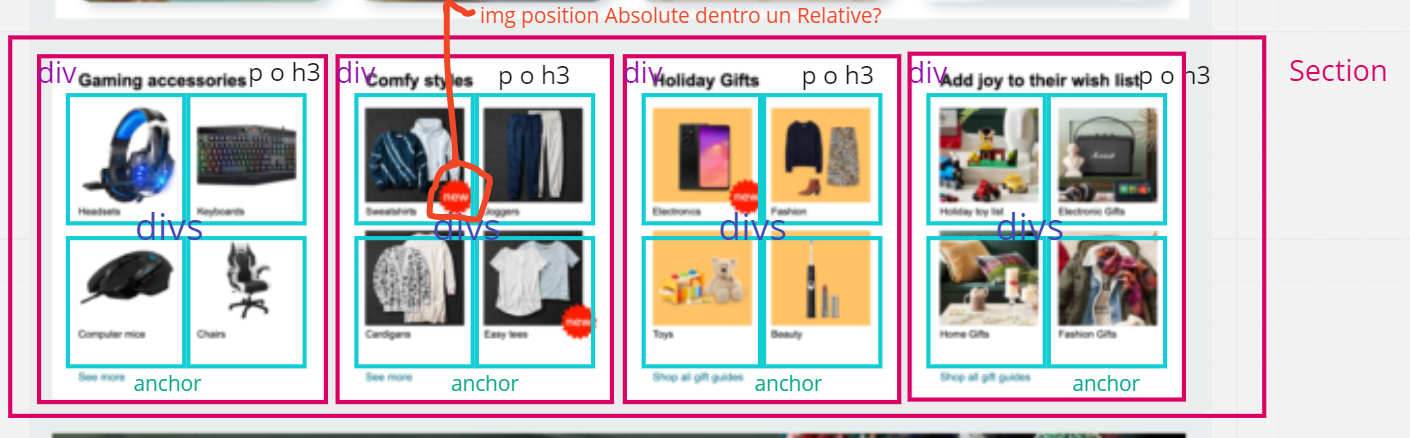 img position Absolute dentro un Relative?
Section
div Gaming accessories p o h3
div Comfy styles p o h3
div Holiday Gifts p o h3
div Add joy to their wish list p o h3
Headsets Keyboards
Sweatshirts new Joggers
Electronics new Fashion
Holiday toy list Electronic Gifts
divs divs divs divs
Computer mice Chairs
Cardigans Easy tees new
Toys Beauty
Home Gifts Fashion Gifts
See more anchor
See more anchor
Shop all gift guides anchor
Shop all gift guides anchor